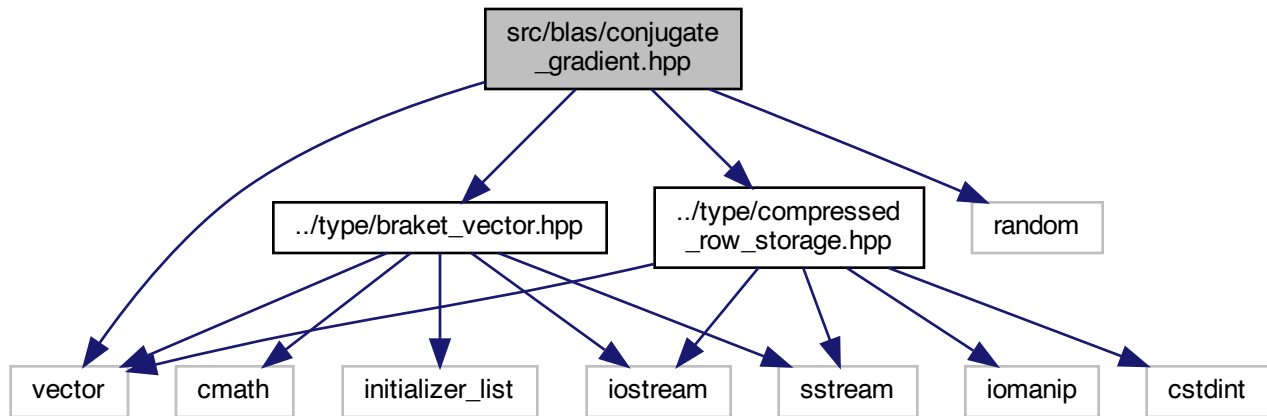 src/blas/conjugate
_gradient.hpp
../type/braket_vector.hpp
../type/compressed
_row_storage.hpp
random
vector
cmath
initializer_list
iostream
sstream
iomanip
cstdint